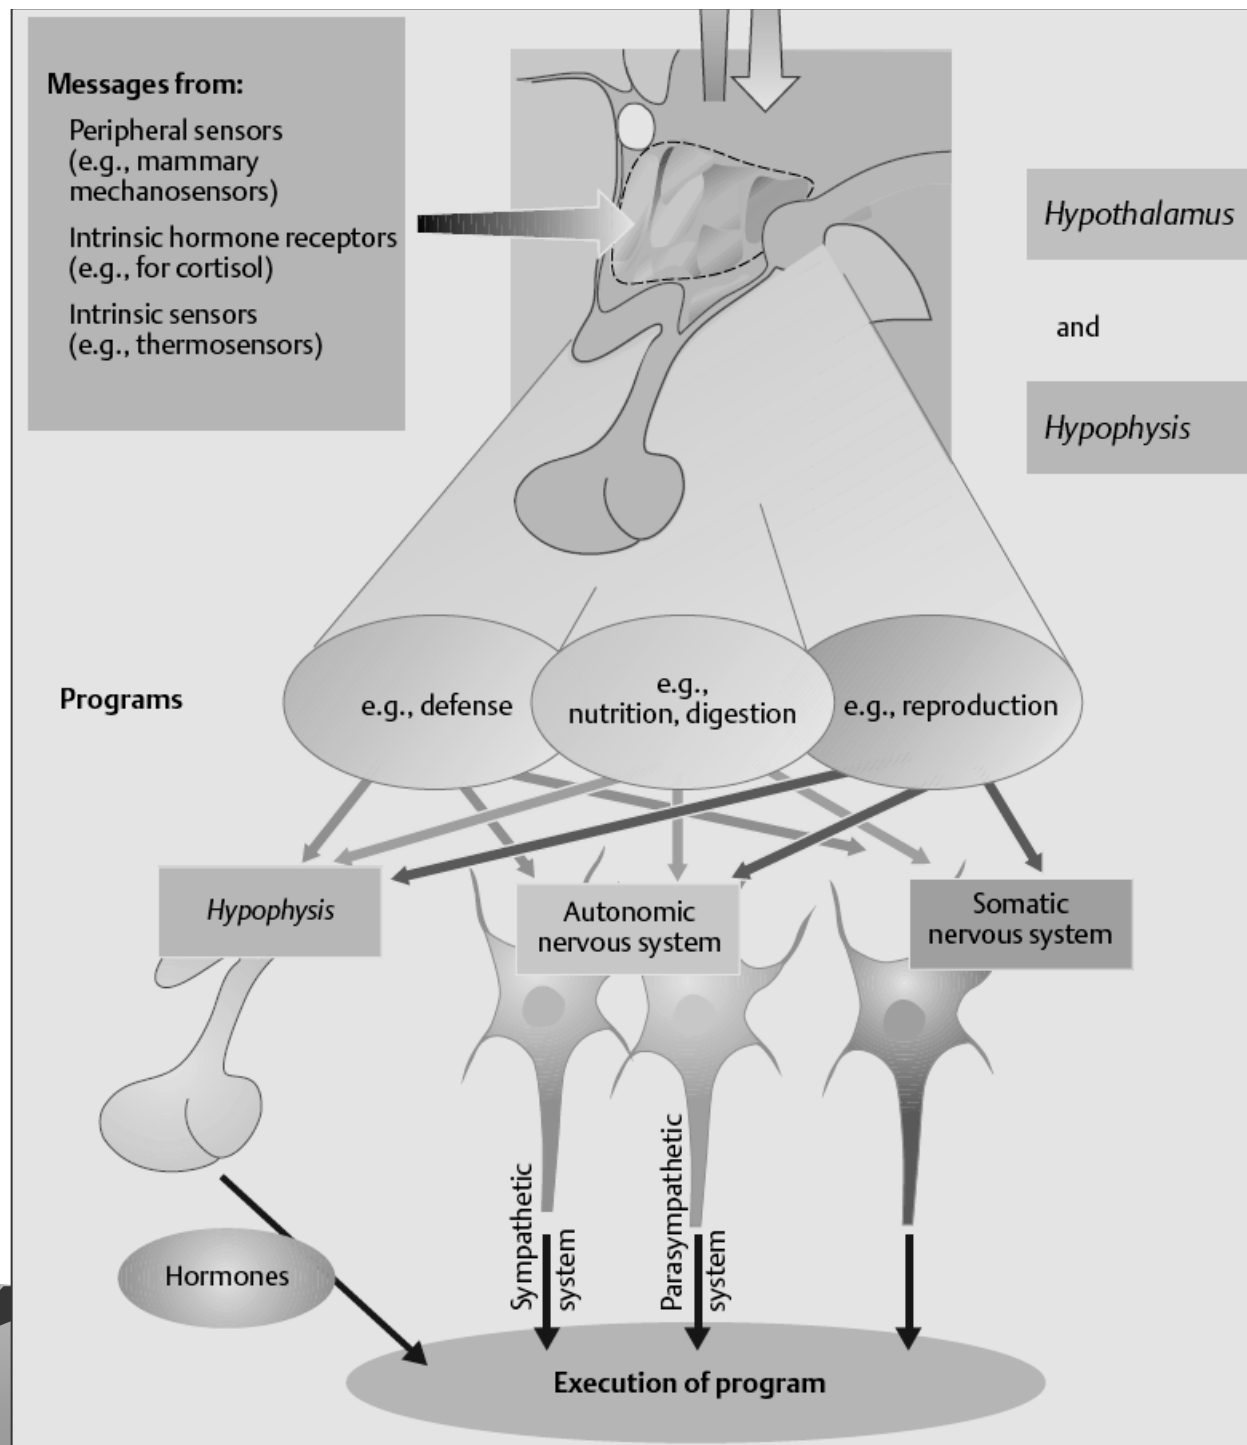 Messages from:
Peripheral sensors
(e.g., mammary
mechanosensors)
Intrinsic hormone receptors
(e.g., for cortisol)
Intrinsic sensors
(e.g., thermosensors)
Hypothalamus
and
Hypophysis
Programs
e.g., defense
e.g.,
nutrition, digestion
e.g., reproduction
Hypophysis
Autonomic
nervous system
Somatic
nervous system
Sympathetic
system
Parasympathetic
system
Hormones
Execution of program